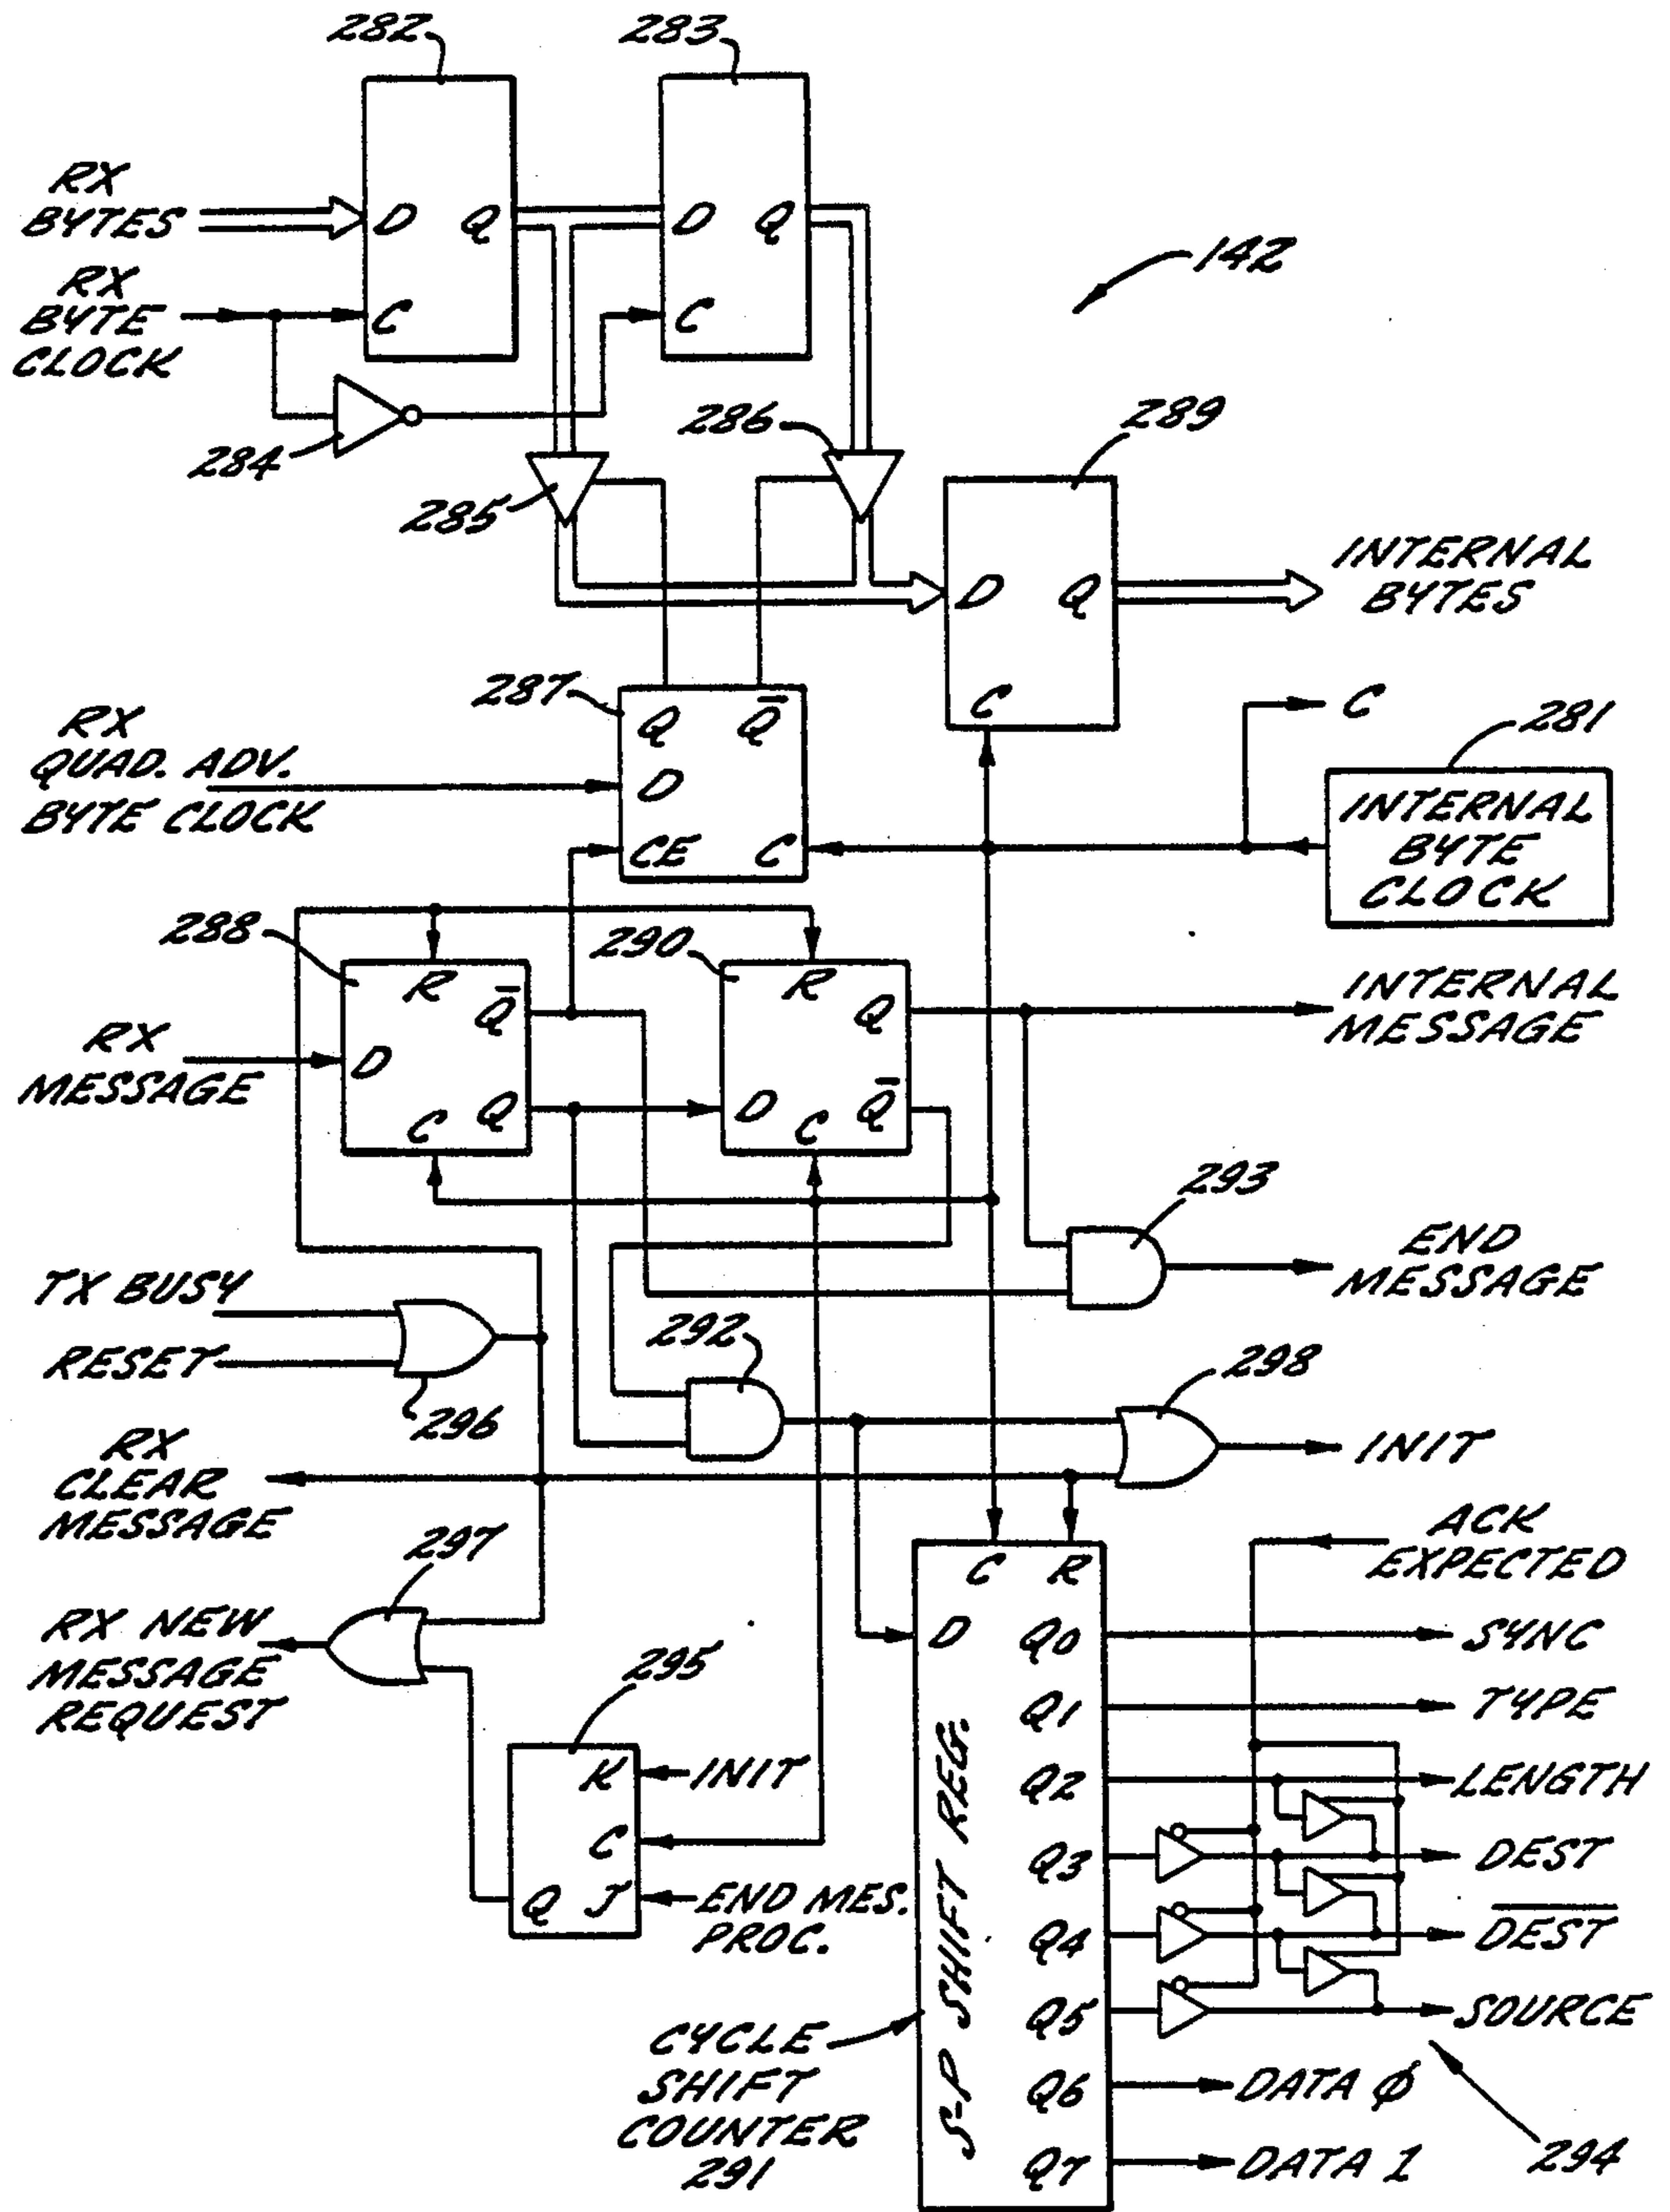 282
283
RX
BYTES
D
Q
D
Q
142
RX
BYTE
CLOCK
C
C
284
285
286
289
D
Q
INTERNAL
BYTES
287
Q
Q̅
C
C
281
RX
QUAD. ADV.
BYTE CLOCK
D
CE
C
INTERNAL
BYTE
CLOCK
288
R
Q̅
290
R
Q
INTERNAL
MESSAGE
RX
MESSAGE
D
Q
C
D
C
Q̅
293
END
MESSAGE
TX BUSY
RESET
296
292
298
INIT
RX
CLEAR
MESSAGE
297
ACK
EXPECTED
C
R
RX NEW
MESSAGE
REQUEST
295
D
Q0
SYNC
Q1
TYPE
K
INIT
Q2
LENGTH
C
Q3
DEST
Q
J
END MES.
PROC.
Q4
D̅E̅S̅T̅
Q5
SOURCE
S-P SHIFT REG.
CYCLE
SHIFT
COUNTER
291
Q6
DATA ϕ
Q7
DATA 1
294